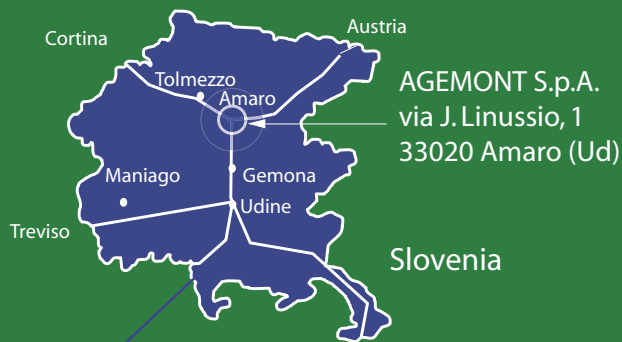 Austria
Cortina
Tolmezzo
Amaro
AGEMONT S.p.A.
via J. Linussio, 1
33020 Amaro (Ud)
Maniago
Gemona
Udine
Treviso
Slovenia